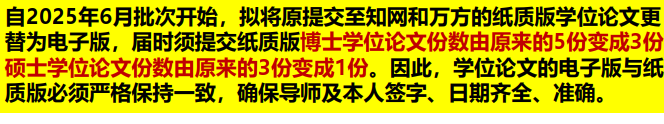 自2025年6月批次开始，拟将原提交至知网和万方的纸质版学位论文更
替为电子版，届时须提交纸质版博士学位论文份数由原来的5份变成3份
硕士学位论文份数由原来的3份变成1份。因此，学位论文的电子版与纸
质版必须严格保持一致，确保导师及本人签字、日期齐全、准确。